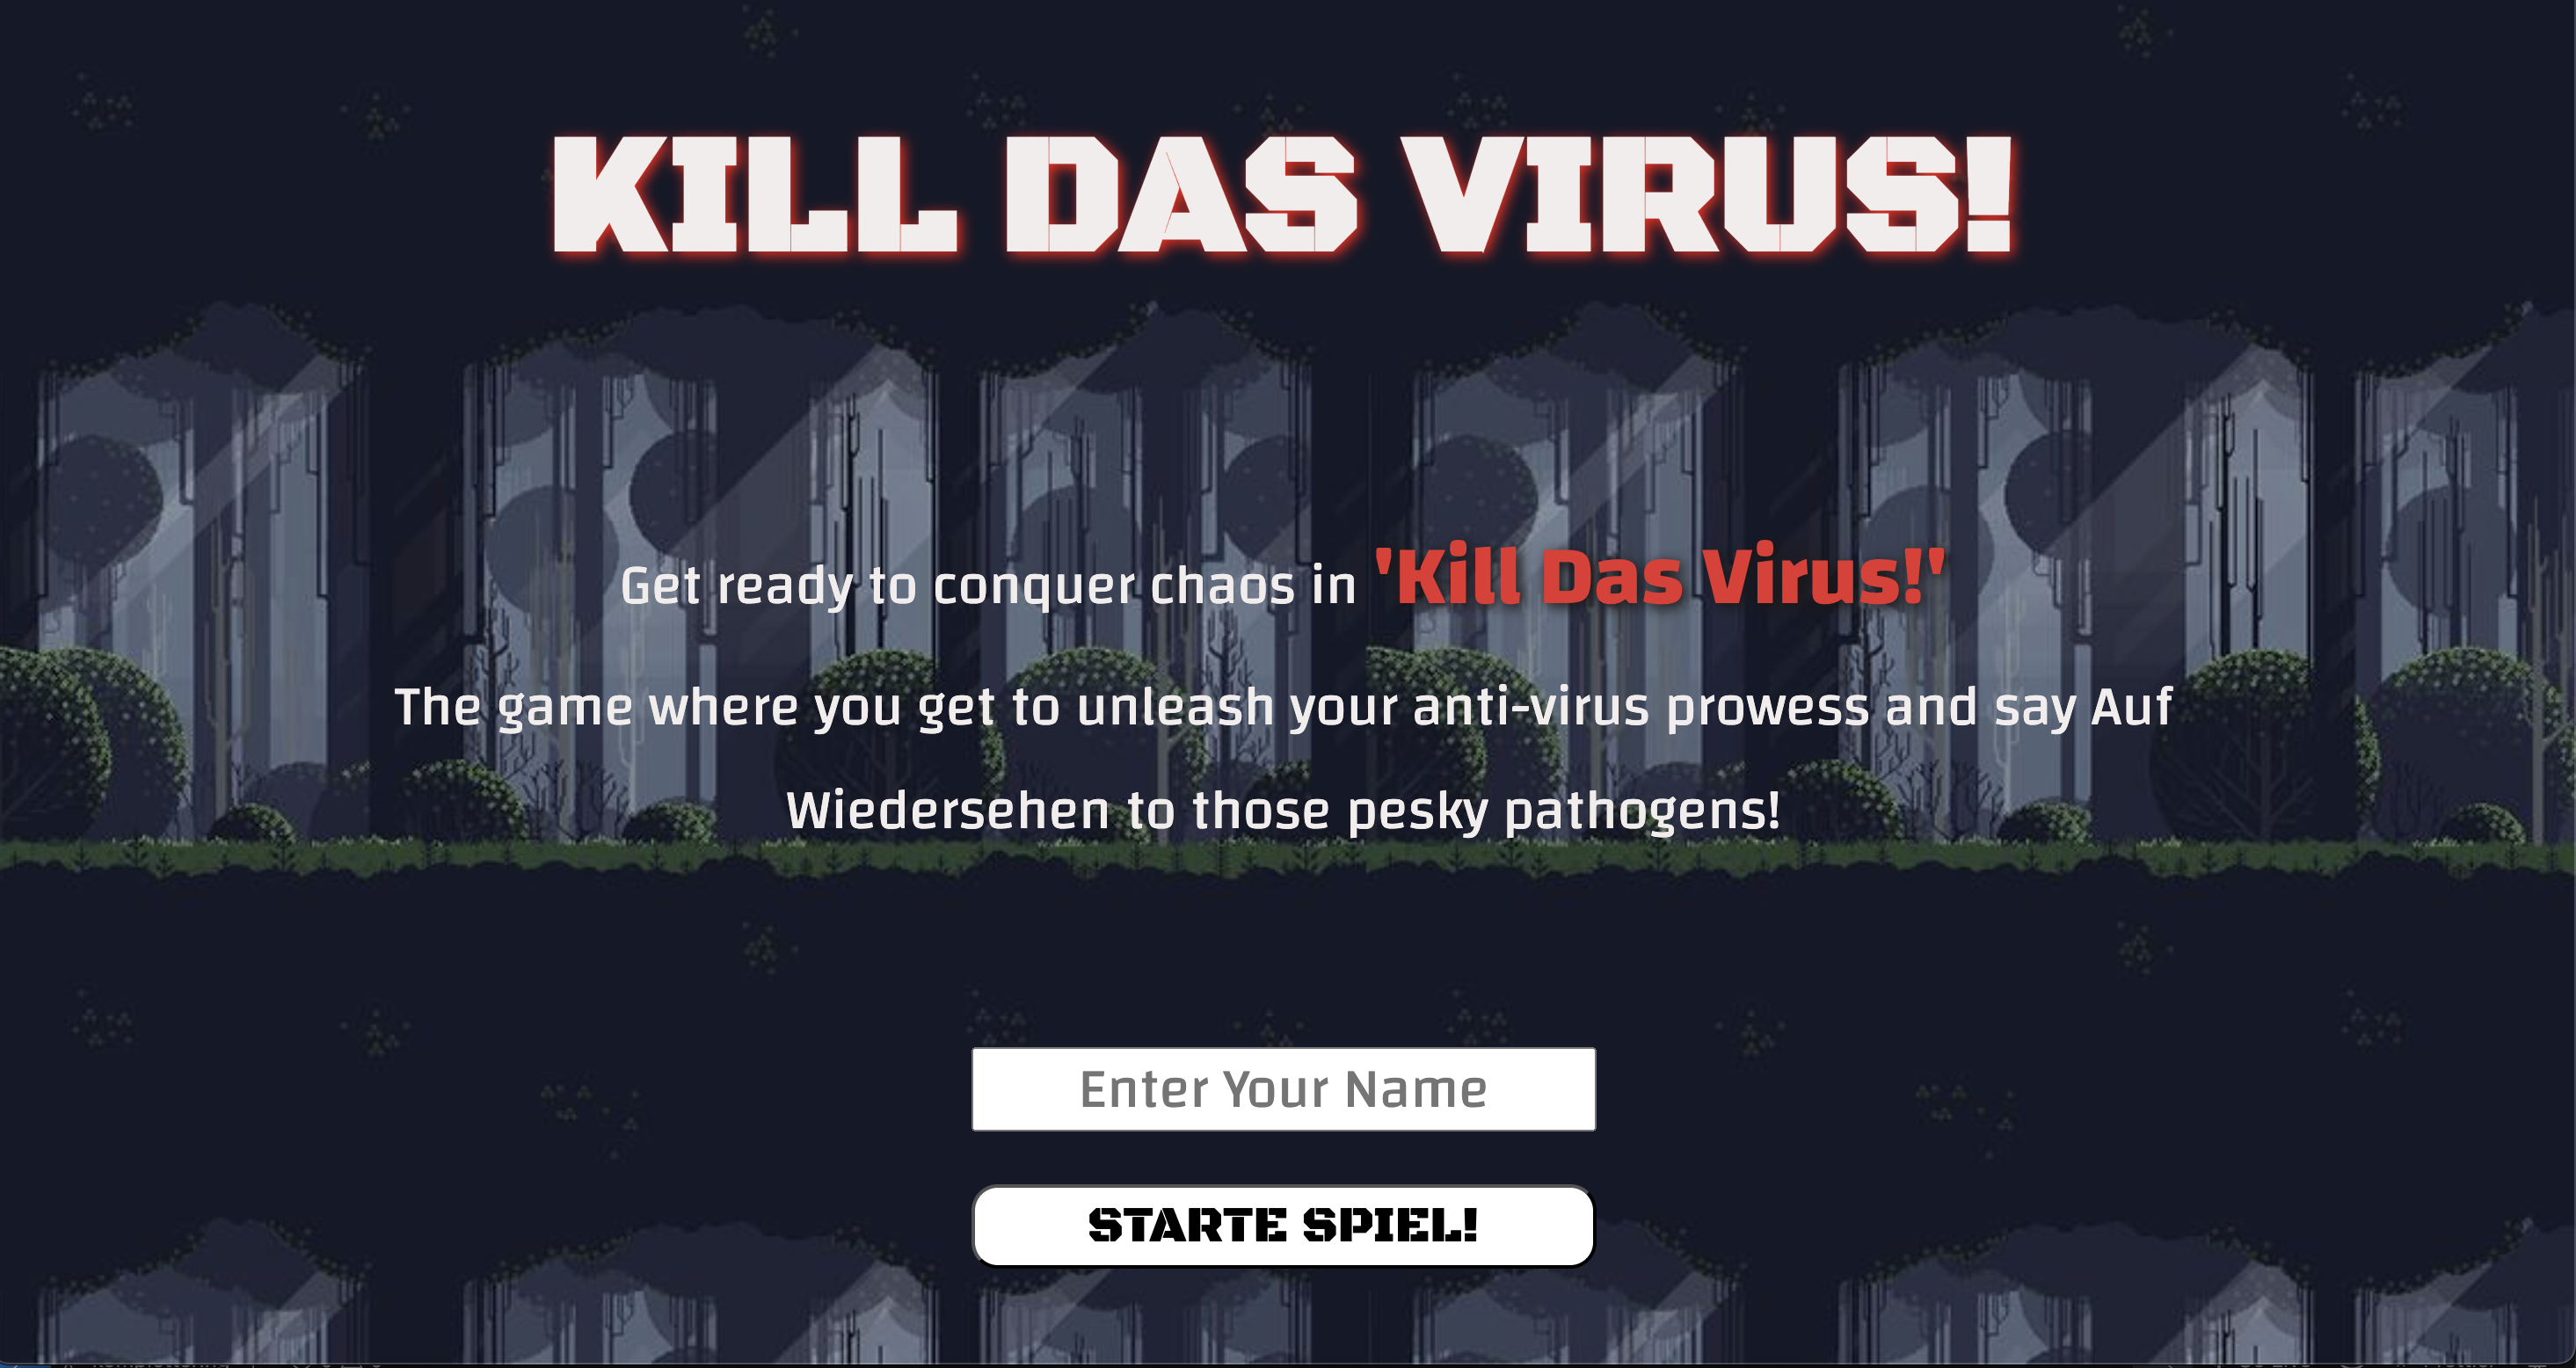 KILL DAS VIRUS!
Get ready to conquer chaos in 'Kill Das Virus!'
The game where you get to unleash your anti-virus prowess and say Auf
Wiedersehen to those pesky pathogens!
Enter Your Name
STARTE SPIEL!